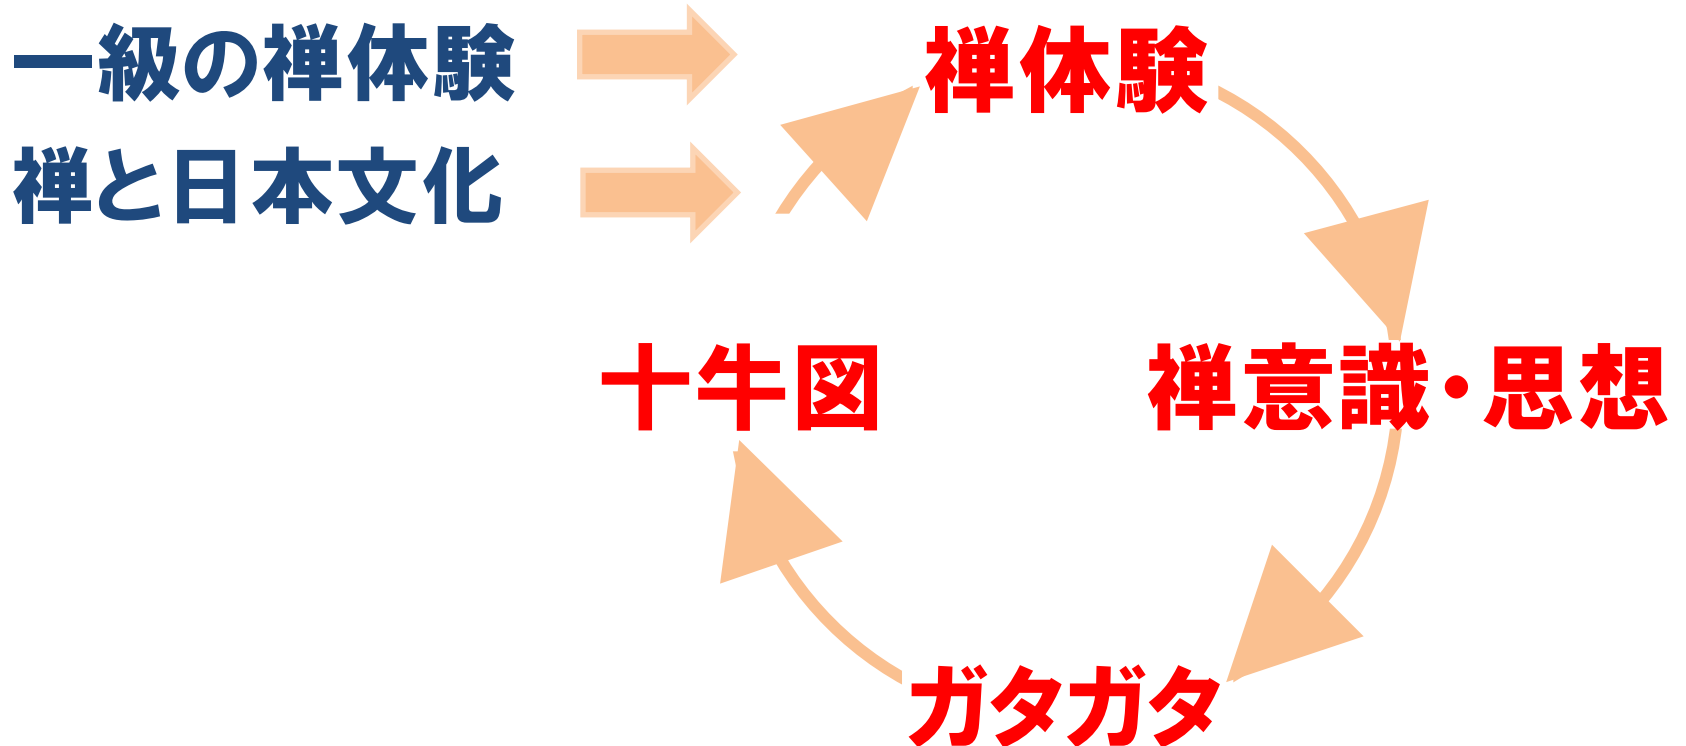 一級の禅体験
禅と日本文化
禅体験
十牛図
禅意識・思想
ガタガタ